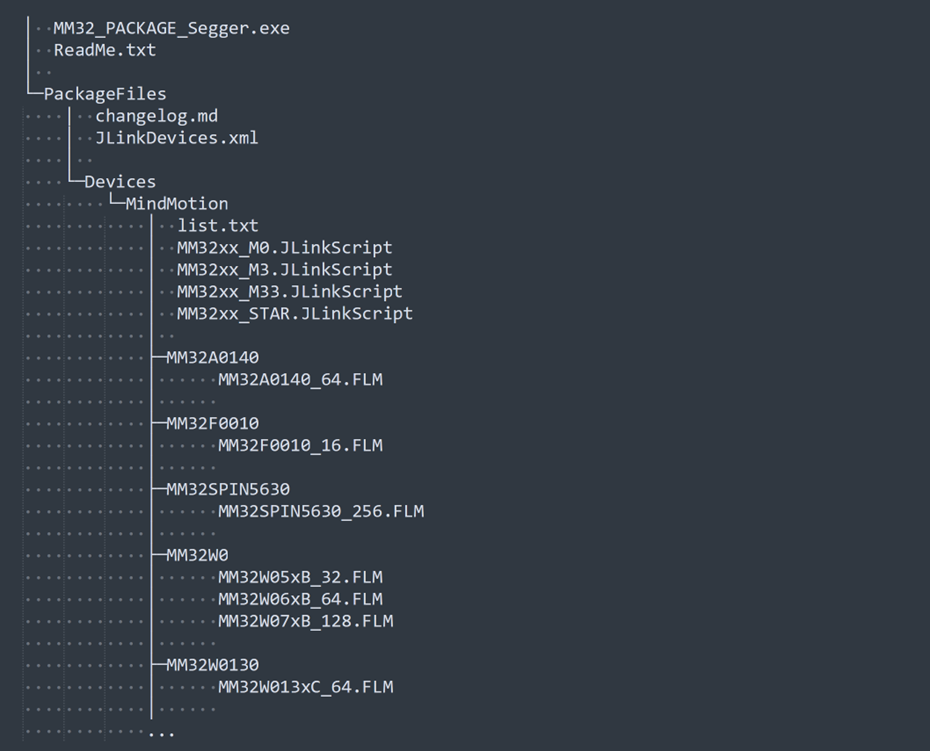 MM32_PACKAGE_Segger.exe
ReadMe.txt
PackageFiles
changelog.md
JLinkDevices.xml
Devices
MindMotion
list.txt
MM32xx_M0.JLinkScript
MM32xx_M3.JLinkScript
MM32xx_M33.JLinkScript
MM32xx_STAR.JLinkScript
MM32A0140
MM32A0140_64.FLM
MM32F0010
MM32F0010_16.FLM
MM32SPIN5630
MM32SPIN5630_256.FLM
MM32W0
MM32W05xB_32.FLM
MM32W06xB_64.FLM
MM32W07xB_128.FLM
MM32W0130
MM32W013xC_64.FLM
...